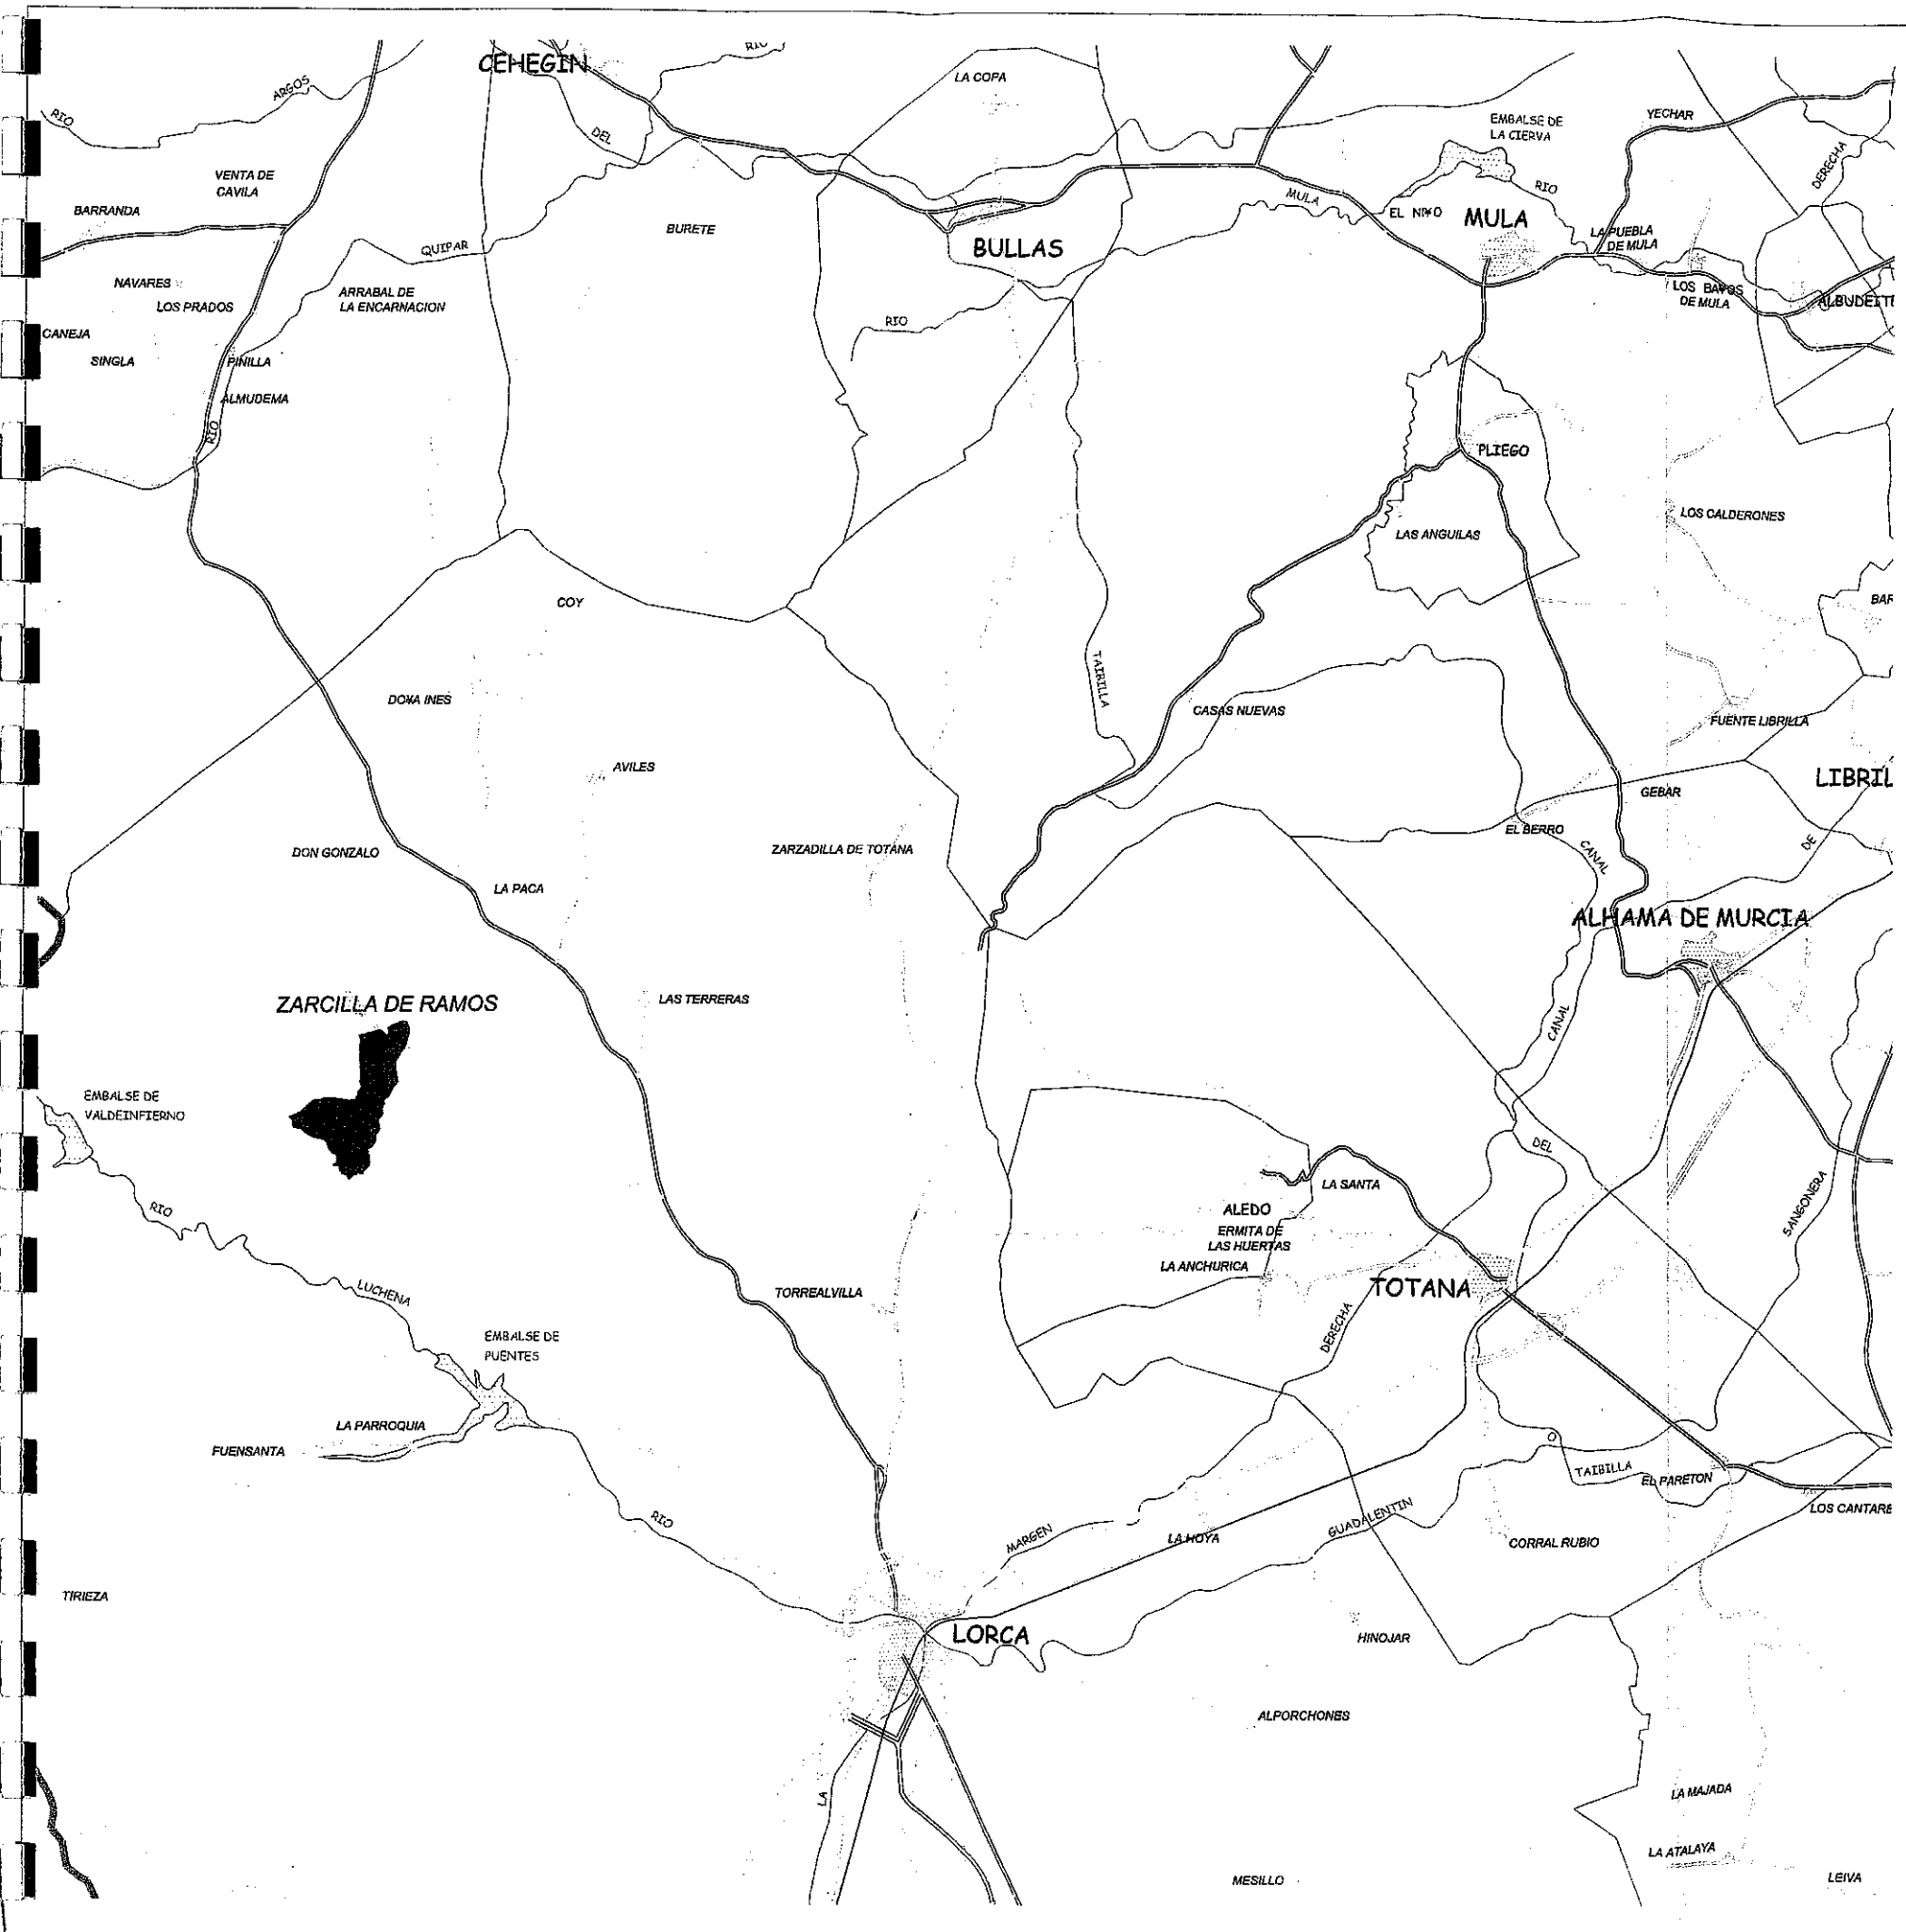 CEHEGIN
RIO
LA COPA
RIO
ARGOS
DEL
EMBALSE DE
LA CIERVA
YECHAR
DERECHA
VENTA DE
CAVILA
BARRANDA
MULA
RIO
EL NIÑO
MULA
LA PUEBLA
DE MULA
BURETE
QUIPAR
BULLAS
NAVARES
LOS PRADOS
ARRABAL DE
LA ENCARNACION
LOS BAÑOS
DE MULA
ALBUDEITE
RIO
CANEJA
SINGLA
PINILLA
ALMUDEMA
RIO
PLIEGO
LOS CALDERONES
LAS ANGUILAS
COY
BAR
TAIBILLA
DOÑA INES
CASAS NUEVAS
FUENTE LIBRILLA
AVILES
LIBRIL
GEBAR
EL BERRO
DE
DON GONZALO
ZARZADILLA DE TOTANA
CANAL
LA PACA
ALHAMA DE MURCIA
ZARCILLA DE RAMOS
LAS TERRERAS
CANAL
EMBALSE DE
VALDEINFIERNO
DEL
LA SANTA
SANGONERA
RIO
ALEDO
ERMITA DE
LAS HUERTAS
LA ANCHURICA
LUCHENA
TORREALVILLA
TOTANA
DERECHA
EMBALSE DE
PUENTES
LA PARROQUIA
FUENSANTA
TAIBILLA
EL PARETON
LOS CANTARE
RIO
MARGEN
LA HOYA
GUADALENTIN
CORRAL RUBIO
TIRIEZA
LORCA
HINOJAR
ALPORCHONES
LA
LA MAJADA
LA ATALAYA
MESILLO
LEIVA